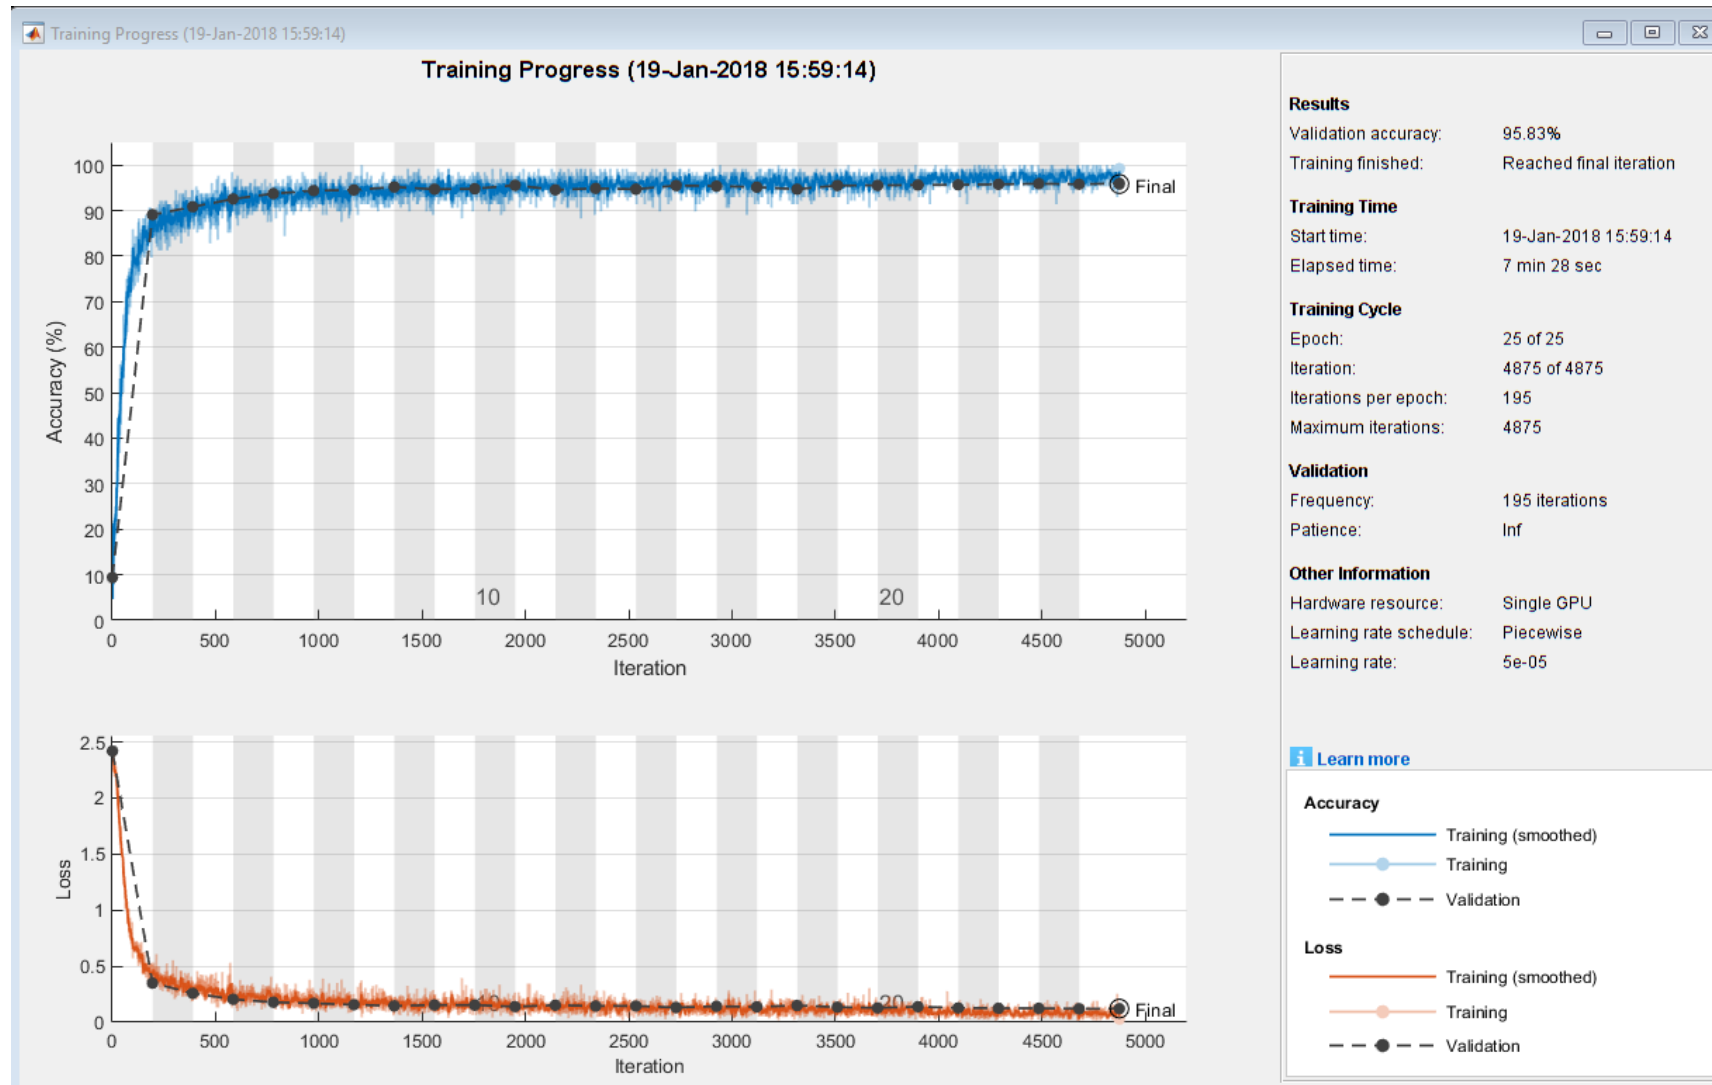 Training Progress (19-Jan-2018 15:59:14)
Training Progress (19-Jan-2018 15:59:14)
100
90
80
70
60
50
40
30
20
10
0
Accuracy (%)
10
20
Final
0
500
1000
1500
2000
2500
3000
3500
4000
4500
5000
Iteration
2.5
2
1.5
1
0.5
0
Loss
10
20
Final
0
500
1000
1500
2000
2500
3000
3500
4000
4500
5000
Iteration
Results
Validation accuracy: 95.83%
Training finished: Reached final iteration
Training Time
Start time: 19-Jan-2018 15:59:14
Elapsed time: 7 min 28 sec
Training Cycle
Epoch: 25 of 25
Iteration: 4875 of 4875
Iterations per epoch: 195
Maximum iterations: 4875
Validation
Frequency: 195 iterations
Patience: Inf
Other Information
Hardware resource: Single GPU
Learning rate schedule: Piecewise
Learning rate: 5e-05
i Learn more
Accuracy
Training (smoothed)
Training
Validation
Loss
Training (smoothed)
Training
Validation